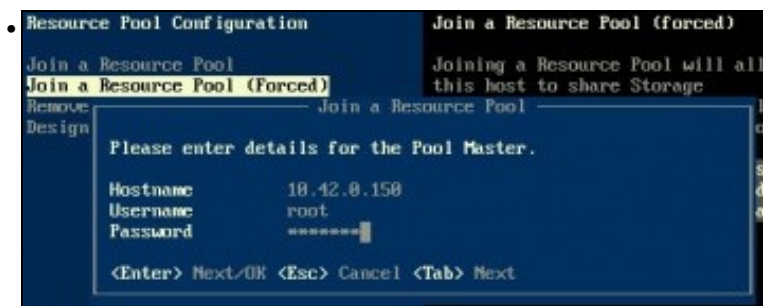 Resource Pool Configuration
Join a Resource Pool (forced)
Join a Resource Pool
Joining a Resource Pool will all
Join a Resource Pool (Forced)
this host to share Storage
Remove
Join a Resource Pool
Design
Please enter details for the Pool Master.
Hostname 10.42.0.150
Username root
Password *******
<Enter> Next/OK <Esc> Cancel <Tab> Next